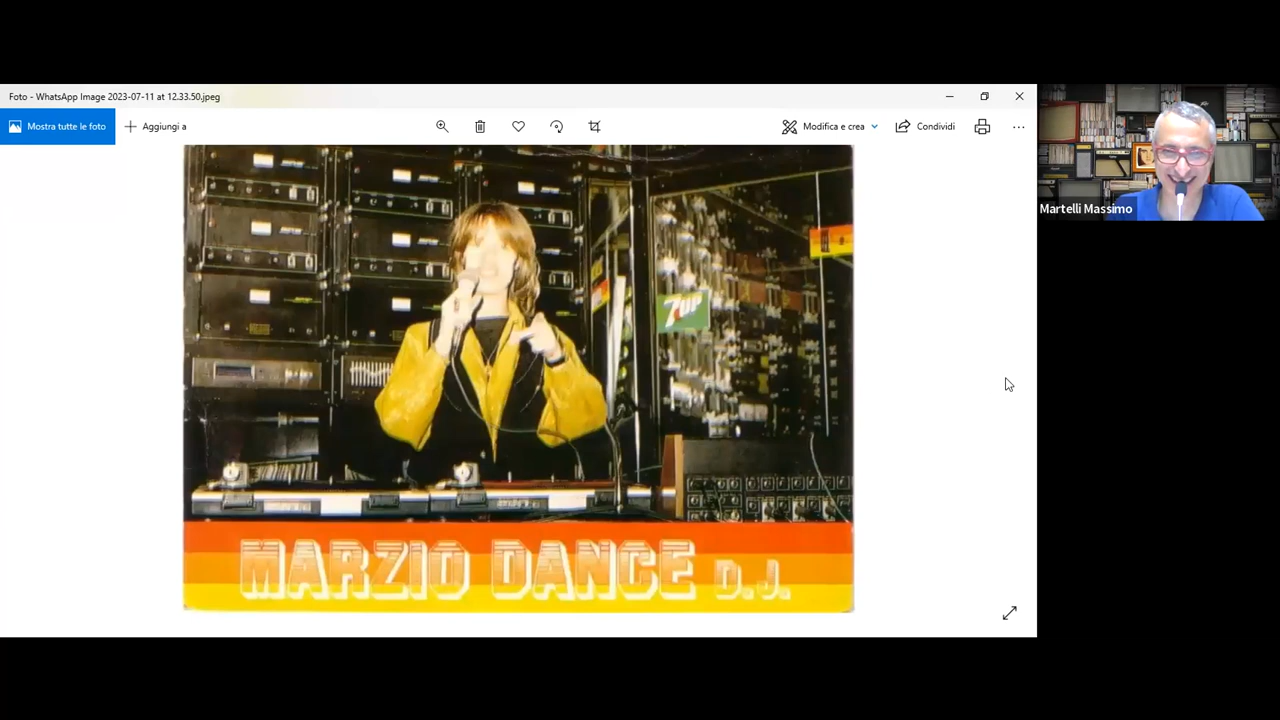 Foto - WhatsApp Image 2023-07-11 at 12.33.50.jpeg
Mostra tutte le foto
Aggiungi a
Modifica e crea
Condividi
7UP
MARZIO DANCE D.J.
Martelli Massimo